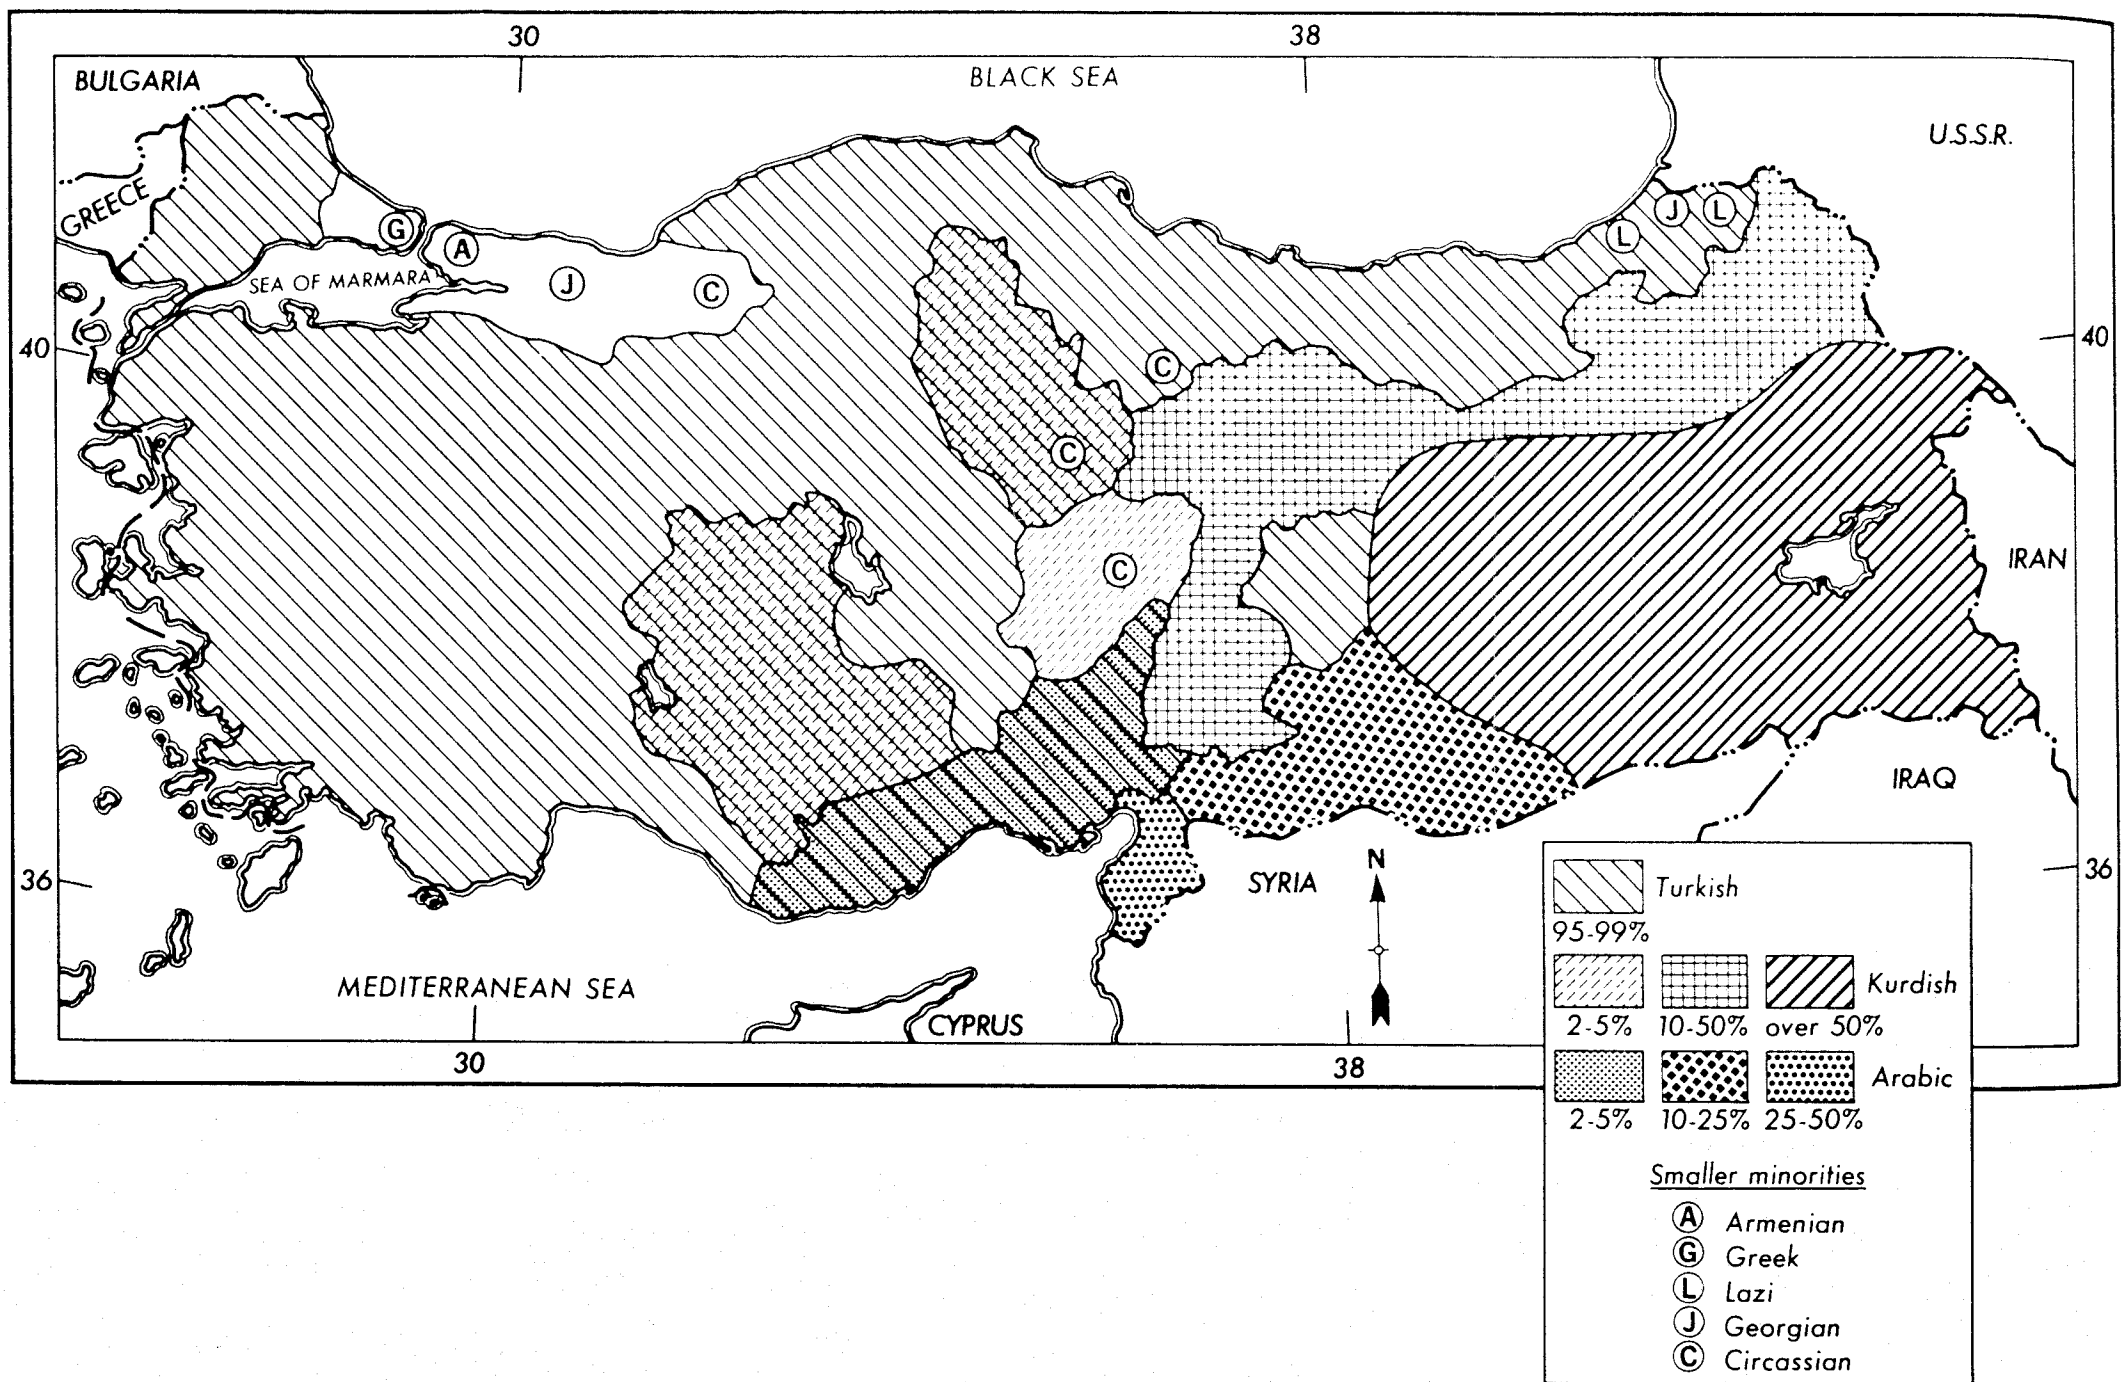 30
38
BULGARIA
BLACK SEA
U.S.S.R.
GREECE
G
A
J
C
L
J
L
SEA OF MARMARA
40
40
C
C
C
IRAN
IRAQ
36
36
SYRIA
N
MEDITERRANEAN SEA
CYPRUS
30
38
Turkish
95-99%
Kurdish
2-5% 10-50% over 50%
Arabic
2-5% 10-25% 25-50%
Smaller minorities
A Armenian
G Greek
L Lazi
J Georgian
C Circassian